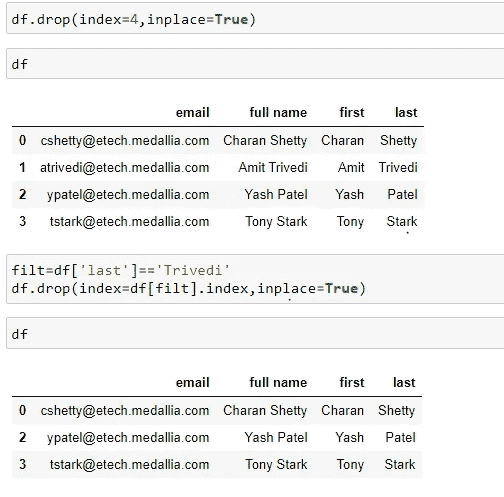 df.drop(index=4,inplace=True)
df
email full name first last
0 cshetty@etech.medallia.com Charan Shetty Charan Shetty
1 atrivedi@etech.medallia.com Amit Trivedi Amit Trivedi
2 ypatel@etech.medallia.com Yash Patel Yash Patel
3 tstark@etech.medallia.com Tony Stark Tony Stark
filt=df['last']=='Trivedi'
df.drop(index=df[filt].index,inplace=True)
df
email full name first last
0 cshetty@etech.medallia.com Charan Shetty Charan Shetty
2 ypatel@etech.medallia.com Yash Patel Yash Patel
3 tstark@etech.medallia.com Tony Stark Tony Stark